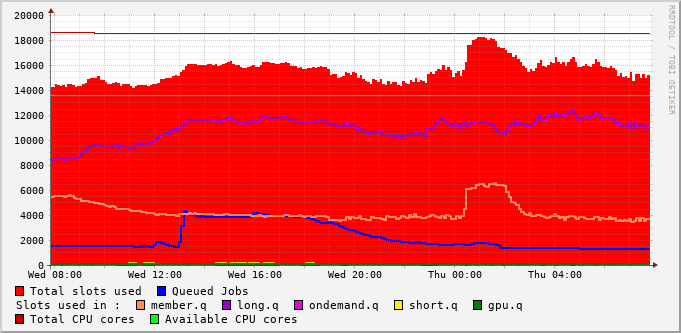 20000
18000
16000
14000
12000
10000
8000
6000
4000
2000
0
Wed 08:00 Wed 12:00 Wed 16:00 Wed 20:00 Thu 00:00 Thu 04:00
RRDTOOL / TOBI OETIKER
Total slots used Queued Jobs
Slots used in : member.q long.q ondemand.q short.q gpu.q
Total CPU cores Available CPU cores